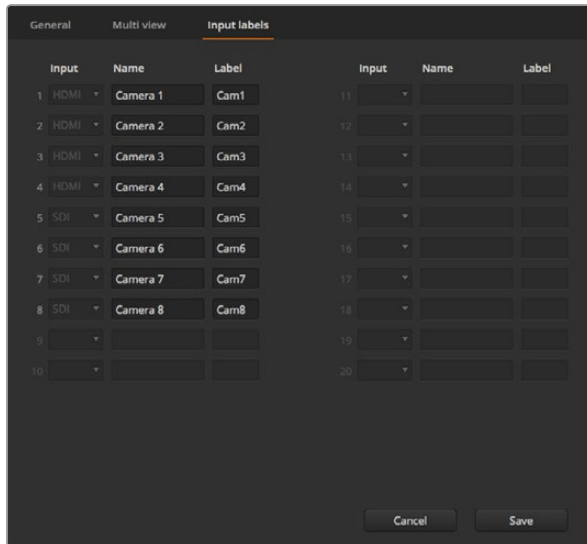 General Multi view Input labels
Input Name Label Input Name Label
1 HDMI Camera 1 Cam1 11
2 HDMI Camera 2 Cam2 12
3 HDMI Camera 3 Cam3 13
4 HDMI Camera 4 Cam4 14
5 SDI Camera 5 Cam5 15
6 SDI Camera 6 Cam6 16
7 SDI Camera 7 Cam7 17
8 SDI Camera 8 Cam8 18
9 19
10 20
Cancel Save